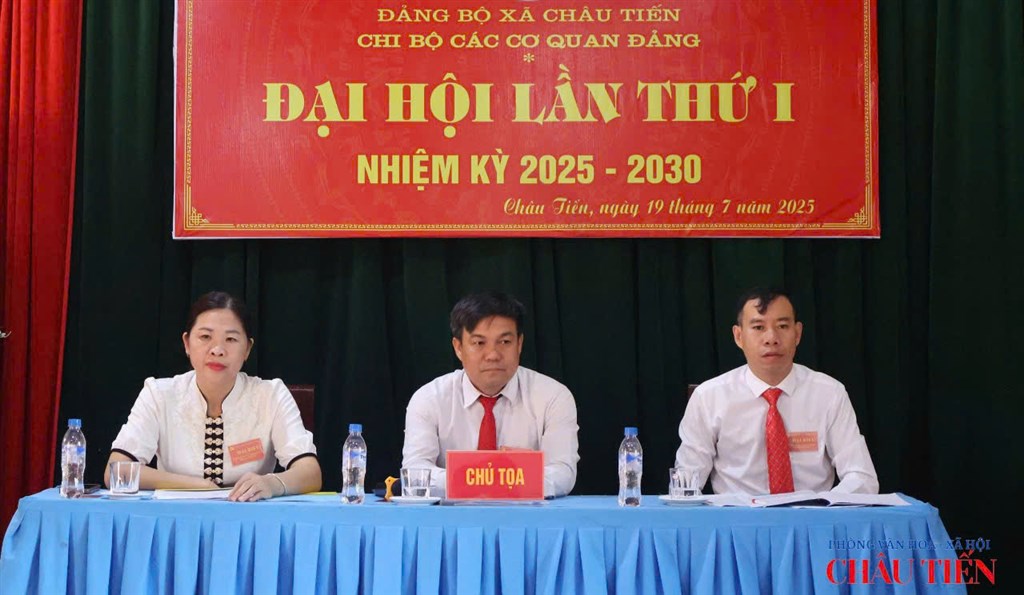 ĐẢNG BỘ XÃ CHÂU TIẾN
CHI BỘ CÁC CƠ QUAN ĐẢNG
*
ĐẠI HỘI LẦN THỨ I
NHIỆM KỲ 2025 - 2030
Châu Tiến, ngày 19 tháng 7 năm 2025
CHỦ TỌA
PHÒNG VĂN HOÁ - XÃ HỘI
CHÂU TIẾN